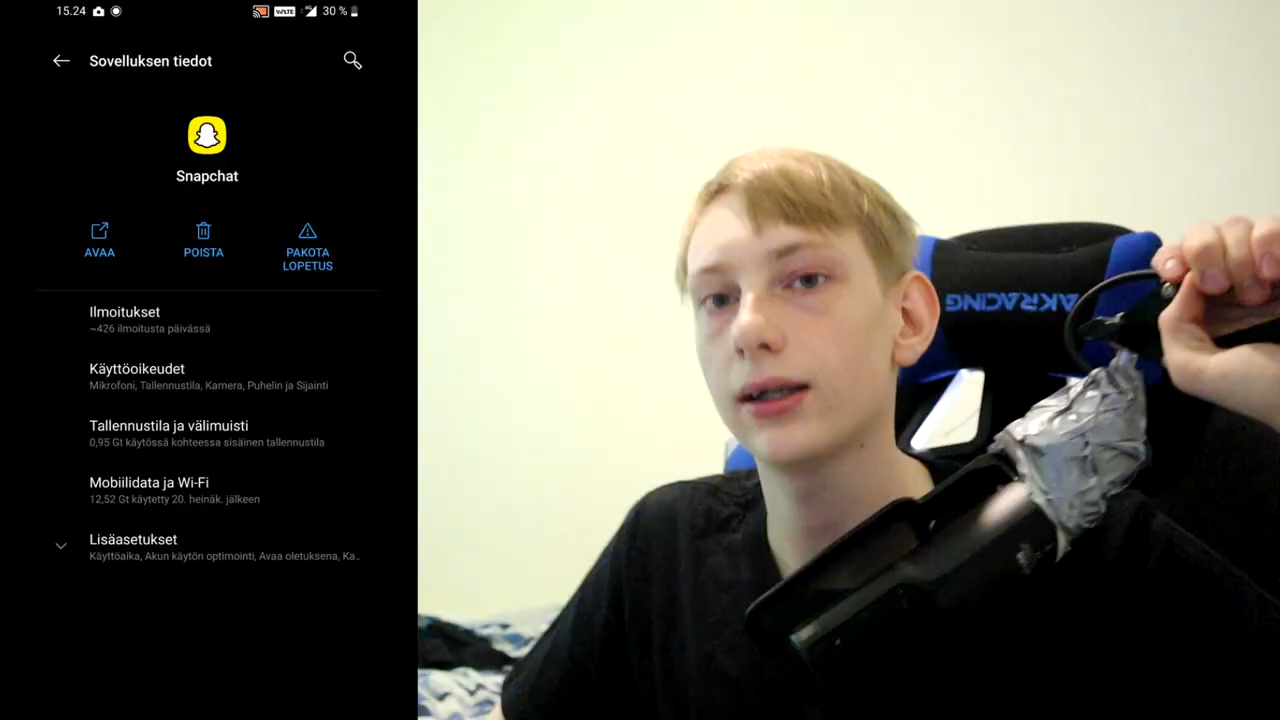 15.24
VoLTE
4G
30 %
Sovelluksen tiedot
Snapchat
AVAA
POISTA
PAKOTA
LOPETUS
Ilmoitukset
~426 ilmoitusta päivässä
Käyttöoikeudet
Mikrofoni, Tallennustila, Kamera, Puhelin ja Sijainti
Tallennustila ja välimuisti
0,95 Gt käytössä kohteessa sisäinen tallennustila
Mobiilidata ja Wi-Fi
12,52 Gt käytetty 20. heinäk. jälkeen
Lisäasetukset
Käyttöaika, Akun käytön optimointi, Avaa oletuksena, Ka..
AKRACING